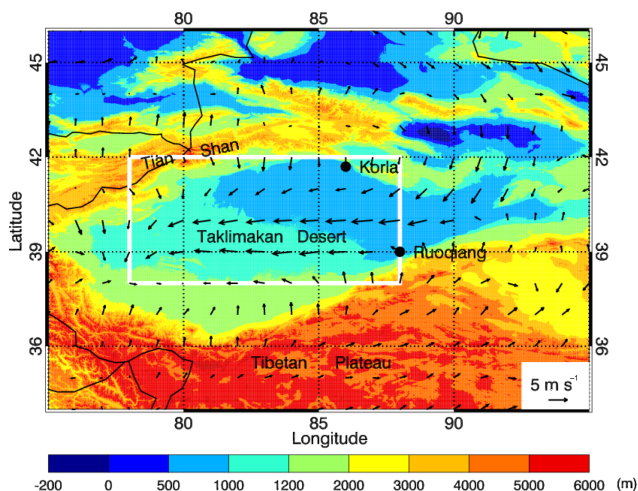 80 85 90
45 45
Tian Shan
42 42
Korla
Latitude
Taklimakan Desert
39 Ruoqiang 39
36 36
Tibetan Plateau
5 m s⁻¹
80 85 90
Longitude
-200 0 500 1000 1200 2000 3000 4000 5000 6000 (m)